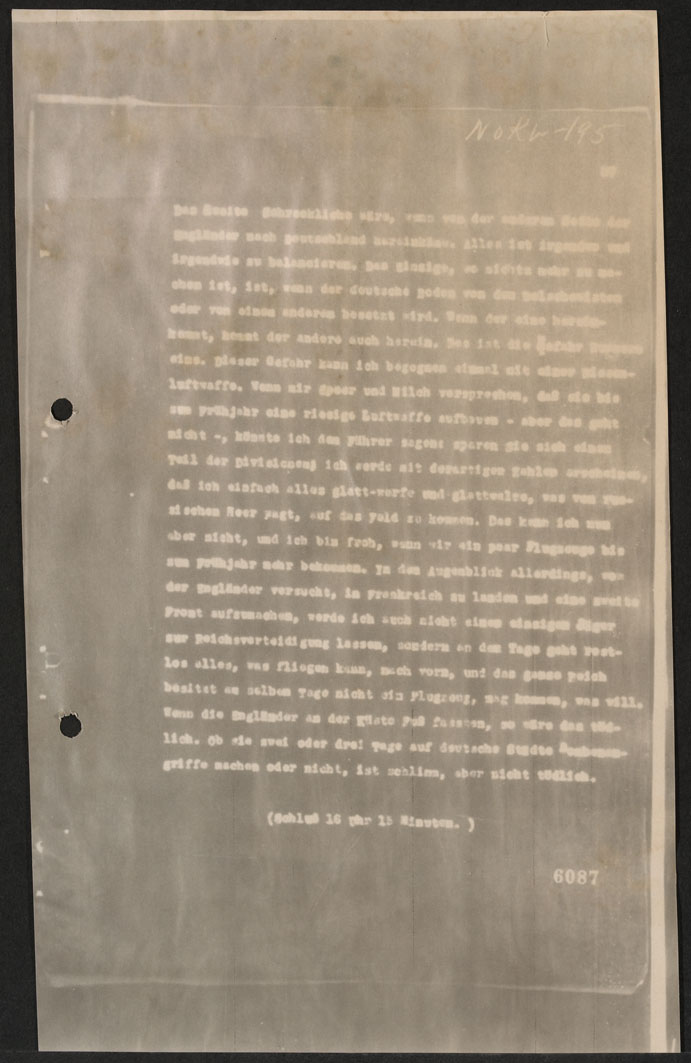 NOKW-195
Das Zweite Schreckliche wäre, wenn von der anderen Seite der
Engländer nach Deutschland hereinkäme. Alles ist irgendwo und
irgendwie zu balancieren. Das Einzige, wo nichts mehr zu ma-
chen ist, ist, wenn der deutsche Boden von den Bolschewisten
oder von einem anderen besetzt wird. Wenn der eine herein-
kommt, kommt der andere auch herein. Das ist die Gefahr
eins. Dieser Gefahr kann ich begegnen einmal mit einer Riesen-
luftwaffe. Wenn mir Speer und Milch versprechen, daß sie bis
zum Frühjahr eine riesige Luftwaffe aufbauen - aber das geht
nicht -, könnte ich dem Führer sagen: sparen Sie sich einen
Teil der Divisionen; ich werde mit derartigen Zahlen erscheinen,
daß ich einfach alles glatt-werfe und glattwalze, was vom rus-
sischen Heer wagt, auf das Feld zu kommen. Das kann ich nun
aber nicht, und ich bin froh, wenn wir ein paar Flugzeuge bis
zum Frühjahr mehr bekommen. In dem Augenblick allerdings, wo
der Engländer versucht, in Frankreich zu landen und eine zweite
Front aufzumachen, werde ich auch nicht einen einzigen Jäger
zur Reichsverteidigung lassen, sondern an dem Tage geht rest-
los alles, was fliegen kann, nach vorn, und das ganze Reich
besitzt am selben Tage nicht ein Flugzeug, mag kommen, was will.
Wenn die Engländer an der Küste Fuß fassen, so wäre das töd-
lich. Ob sie zwei oder drei Tage auf deutsche Städte Bombenan-
griffe machen oder nicht, ist schlimm, aber nicht tödlich.
(Schluß 16 Uhr 15 Minuten. )
6087